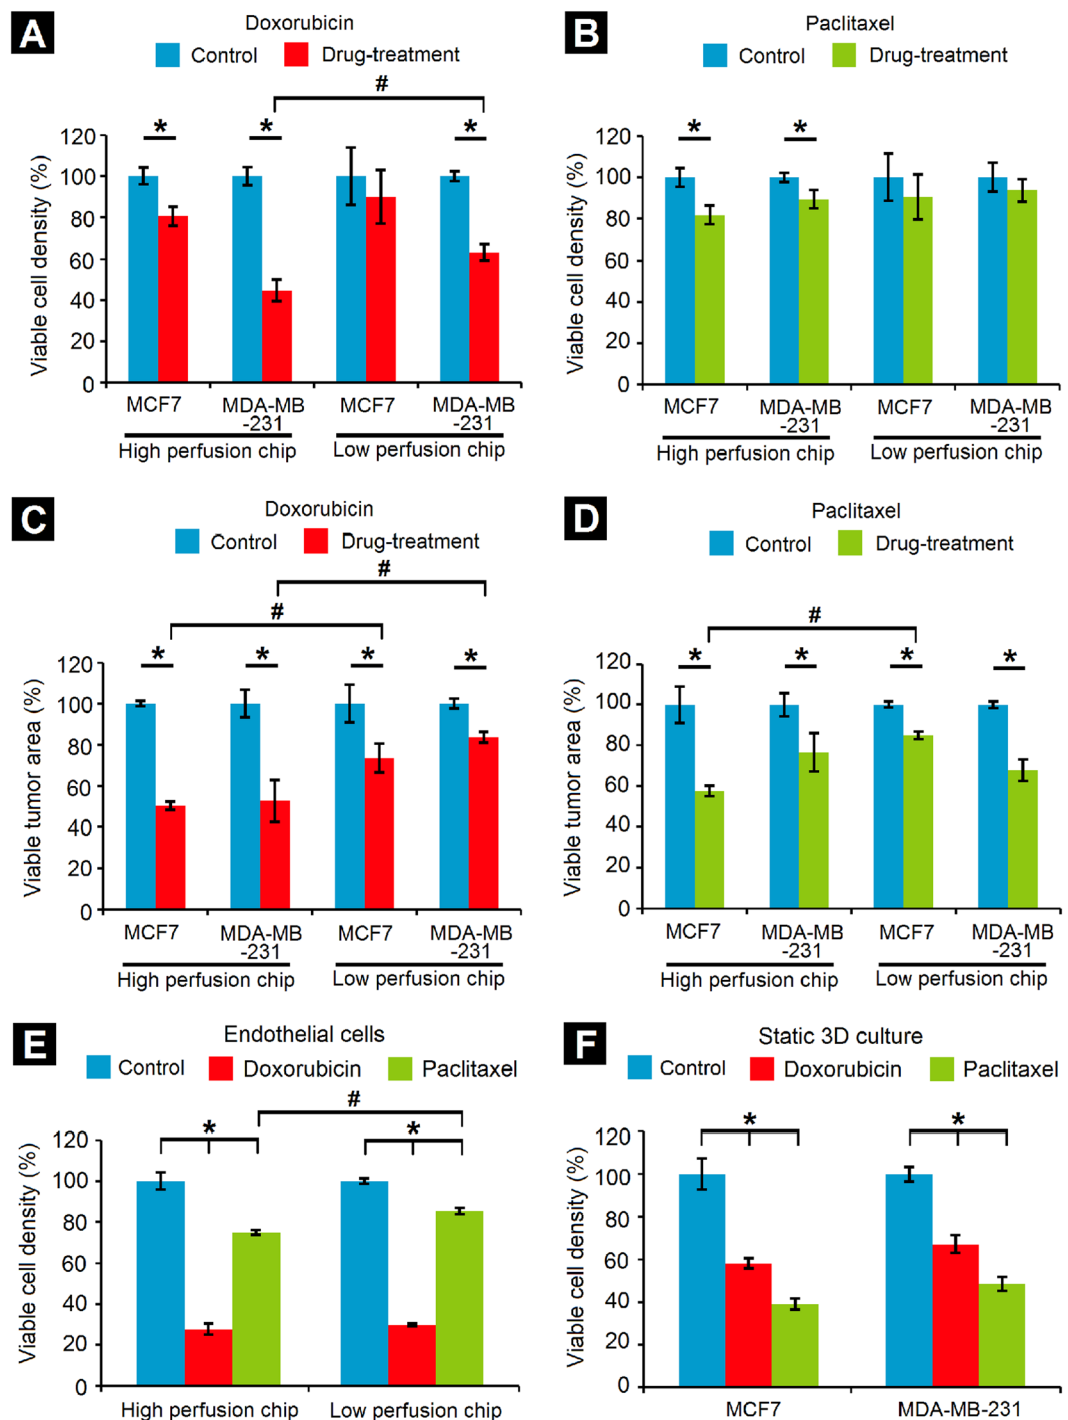 A
Doxorubicin
Control Drug-treatment
#
* * *
Viable cell density (%)
120
100
80
60
40
20
0
MCF7 MDA-MB-231 MCF7 MDA-MB-231
High perfusion chip Low perfusion chip
B
Paclitaxel
Control Drug-treatment
* *
Viable cell density (%)
120
100
80
60
40
20
0
MCF7 MDA-MB-231 MCF7 MDA-MB-231
High perfusion chip Low perfusion chip
C
Doxorubicin
Control Drug-treatment
#
#
* * * *
Viable tumor area (%)
120
100
80
60
40
20
0
MCF7 MDA-MB-231 MCF7 MDA-MB-231
High perfusion chip Low perfusion chip
D
Paclitaxel
Control Drug-treatment
#
* * * *
Viable tumor area (%)
120
100
80
60
40
20
0
MCF7 MDA-MB-231 MCF7 MDA-MB-231
High perfusion chip Low perfusion chip
E
Endothelial cells
Control Doxorubicin Paclitaxel
#
* *
Viable cell density (%)
120
100
80
60
40
20
0
High perfusion chip Low perfusion chip
F
Static 3D culture
Control Doxorubicin Paclitaxel
* *
Viable cell density (%)
120
100
80
60
40
20
0
MCF7 MDA-MB-231